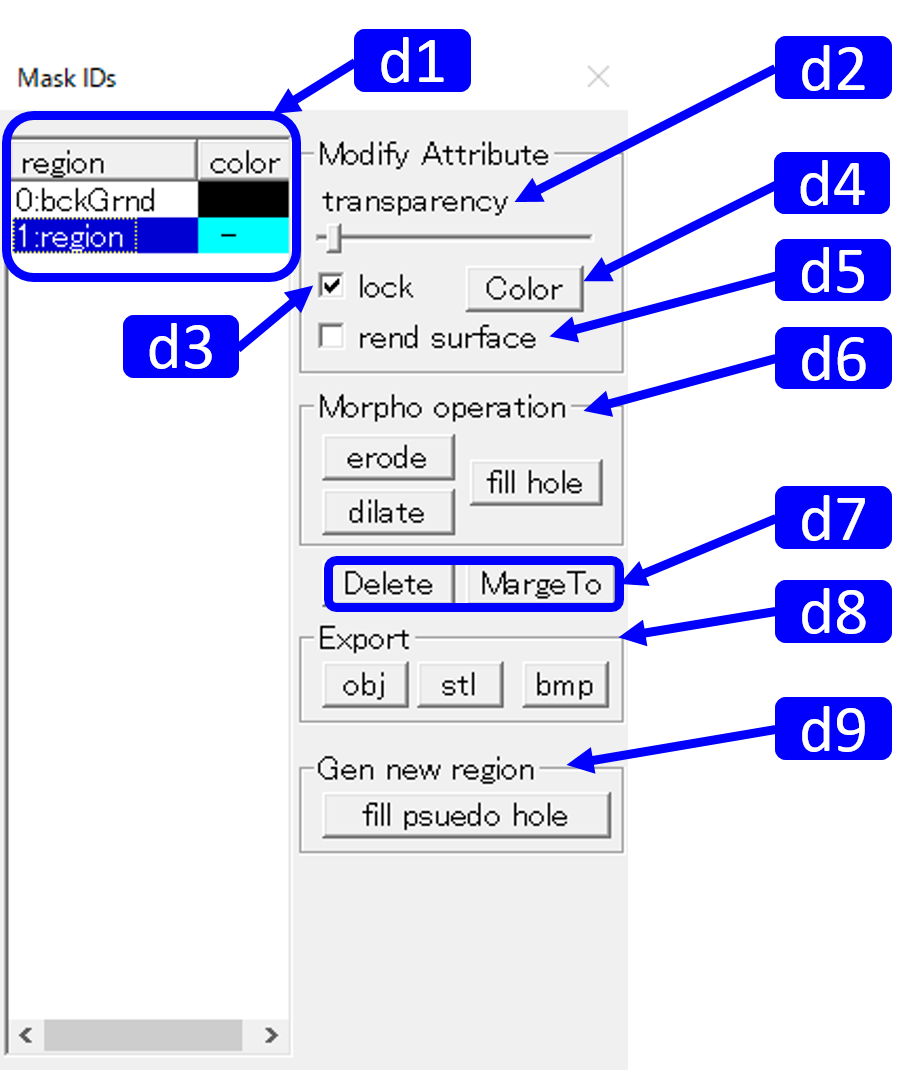 d1
Mask IDs
d2
region color
0:bckGrnd
1:region -
Modify Attribute
transparency
d4
lock
Color
d5
d3
rend surface
d6
Morpho operation
erode
fill hole
dilate
d7
Delete MargeTo
d8
Export
obj stl bmp
d9
Gen new region
fill psuedo hole